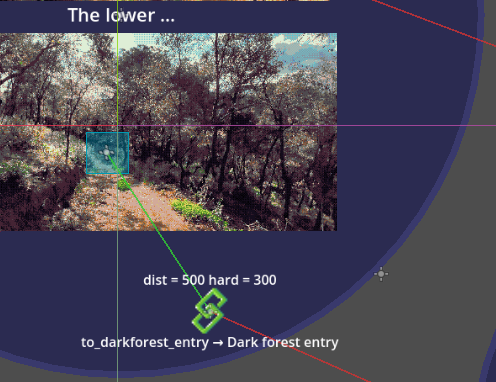 The lower ...
dist = 500 hard = 300
to_darkforest_entry → Dark forest entry